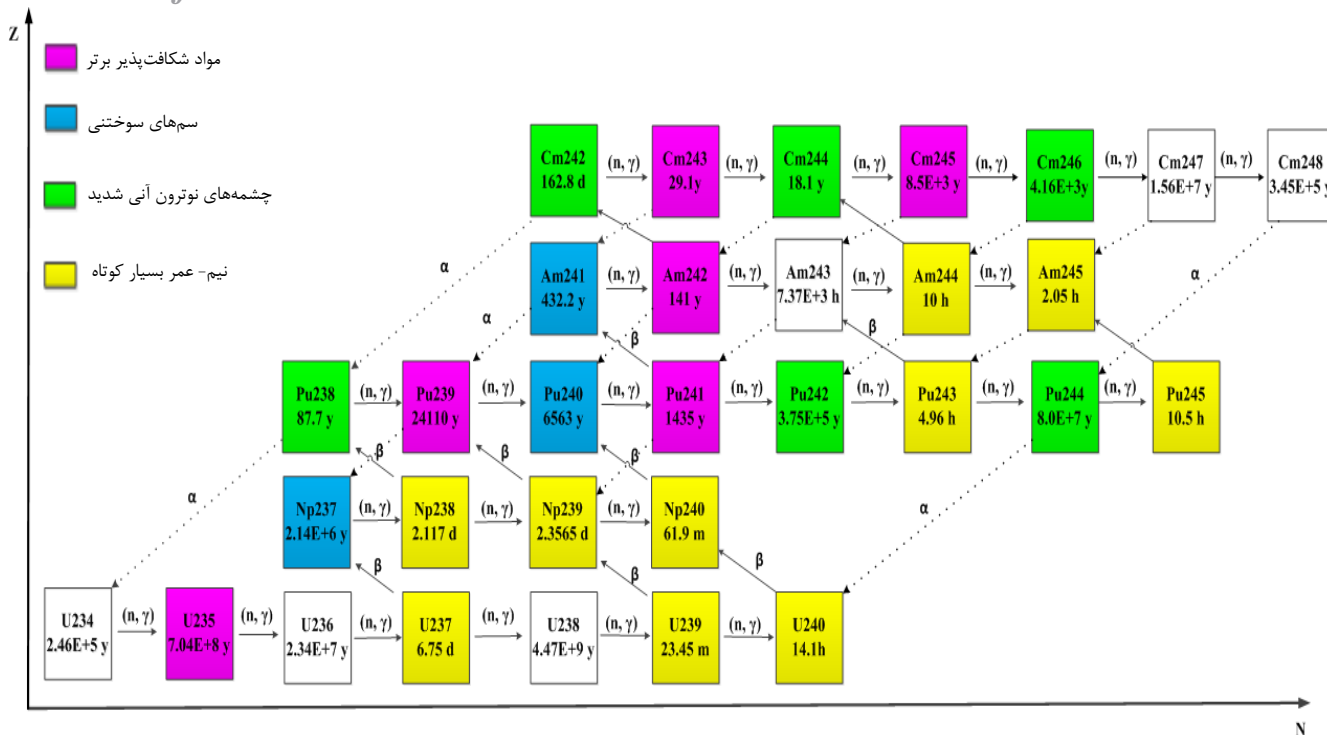 Z
مواد شکافت‌پذیر برتر
سم‌های سوختنی
چشمه‌های نوترون آنی شدید
نیم- عمر بسیار کوتاه
Cm242
162.8 d
(n, γ)
Cm243
29.1y
(n, γ)
Cm244
18.1 y
(n, γ)
Cm245
8.5E+3 y
(n, γ)
Cm246
4.16E+3y
(n, γ)
Cm247
1.56E+7 y
(n, γ)
Cm248
3.45E+5 y
α
α
α
Am241
432.2 y
(n, γ)
Am242
141 y
(n, γ)
Am243
7.37E+3 h
(n, γ)
Am244
10 h
(n, γ)
Am245
2.05 h
β
β
Pu238
87.7 y
(n, γ)
Pu239
24110 y
(n, γ)
Pu240
6563 y
(n, γ)
Pu241
1435 y
(n, γ)
Pu242
3.75E+5 y
(n, γ)
Pu243
4.96 h
(n, γ)
Pu244
8.0E+7 y
(n, γ)
Pu245
10.5 h
α
β
β
β
α
Np237
2.14E+6 y
(n, γ)
Np238
2.117 d
(n, γ)
Np239
2.3565 d
(n, γ)
Np240
61.9 m
β
β
β
U234
2.46E+5 y
(n, γ)
U235
7.04E+8 y
(n, γ)
U236
2.34E+7 y
(n, γ)
U237
6.75 d
(n, γ)
U238
4.47E+9 y
(n, γ)
U239
23.45 m
(n, γ)
U240
14.1h
N